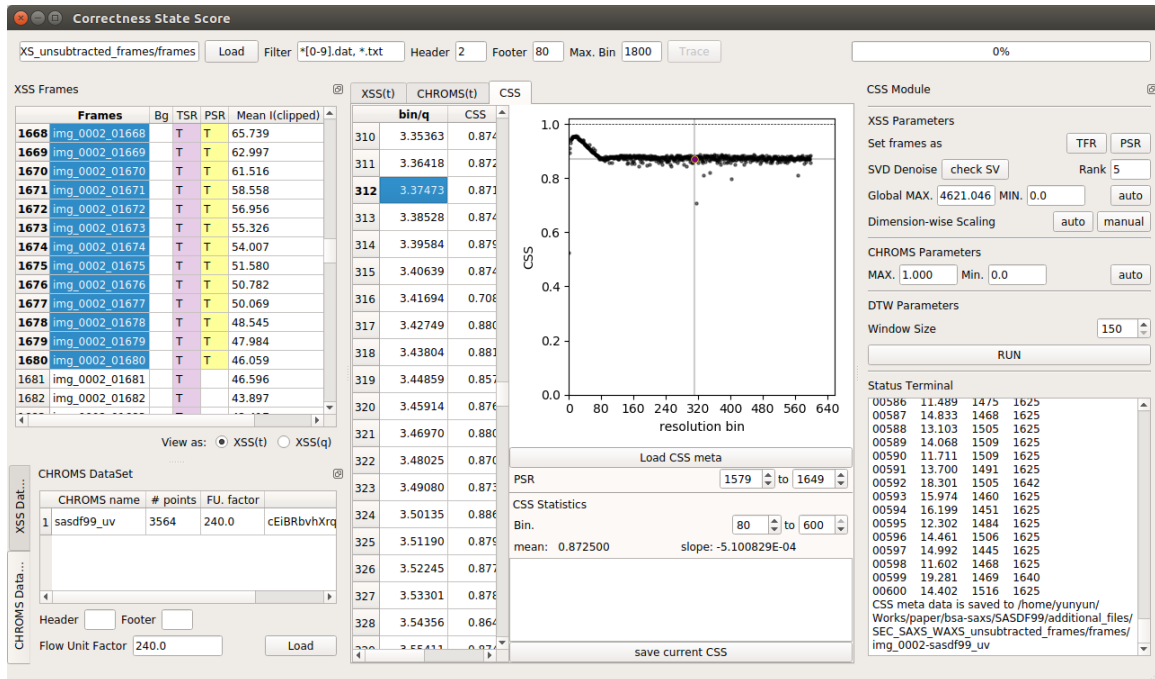 Correctness State Score
XS_unsubtracted_frames/frames Load Filter *[0-9].dat, *.txt Header 2 Footer 80 Max. Bin 1800 Trace 0%
XSS Frames
Frames Bg TSR PSR Mean I(clipped)
1668 img_0002_01668 T T 65.739
1669 img_0002_01669 T T 62.997
1670 img_0002_01670 T T 61.516
1671 img_0002_01671 T T 58.558
1672 img_0002_01672 T T 56.956
1673 img_0002_01673 T T 55.326
1674 img_0002_01674 T T 54.007
1675 img_0002_01675 T T 51.580
1676 img_0002_01676 T T 50.782
1677 img_0002_01677 T T 50.069
1678 img_0002_01678 T T 48.545
1679 img_0002_01679 T T 47.984
1680 img_0002_01680 T T 46.059
1681 img_0002_01681 T 46.596
1682 img_0002_01682 T 43.897
View as: XSS(t) XSS(q)
XSS Dat...
CHROMS Data...
CHROMS DataSet
CHROMS name # points FU. factor
1 sasdf99_uv 3564 240.0 cEiBRbvhXrq
Header Footer
Flow Unit Factor 240.0 Load
XSS(t) CHROMS(t) CSS
bin/q CSS
310 3.35363 0.874
311 3.36418 0.872
312 3.37473 0.871
313 3.38528 0.874
314 3.39584 0.879
315 3.40639 0.874
316 3.41694 0.708
317 3.42749 0.880
318 3.43804 0.881
319 3.44859 0.857
320 3.45914 0.876
321 3.46970 0.880
322 3.48025 0.870
323 3.49080 0.873
324 3.50135 0.886
325 3.51190 0.879
326 3.52245 0.877
327 3.53301 0.878
328 3.54356 0.864
1.0
0.8
0.6
0.4
0.2
0.0
CSS
0 80 160 240 320 400 480 560 640
resolution bin
Load CSS meta
PSR 1579 to 1649
CSS Statistics
Bin. 80 to 600
mean: 0.872500 slope: -5.100829E-04
save current CSS
CSS Module
XSS Parameters
Set frames as TFR PSR
SVD Denoise check SV Rank 5
Global MAX. 4621.046 MIN. 0.0 auto
Dimension-wise Scaling auto manual
CHROMS Parameters
MAX. 1.000 Min. 0.0 auto
DTW Parameters
Window Size 150
RUN
Status Terminal
00586 11.489 1475 1625
00587 14.833 1468 1625
00588 13.103 1505 1625
00589 14.068 1509 1625
00590 11.711 1509 1625
00591 13.700 1491 1625
00592 18.301 1505 1642
00593 15.974 1460 1625
00594 16.199 1451 1625
00595 12.302 1484 1625
00596 14.461 1506 1625
00597 14.992 1445 1625
00598 11.602 1468 1625
00599 19.281 1469 1640
00600 14.402 1516 1625
CSS meta data is saved to /home/yunyun/
Works/paper/bsa-saxs/SASDF99/additional_files/
SEC_SAXS_WAXS_unsubtracted_frames/frames/
img_0002-sasdf99_uv